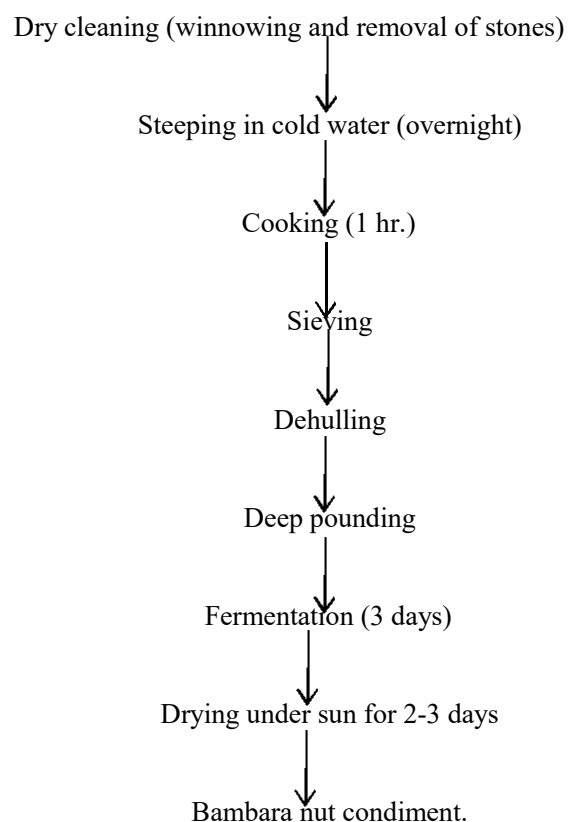 Dry cleaning (winnowing and removal of stones)
Steeping in cold water (overnight)
Cooking (1 hr.)
Sieving
Dehulling
Deep pounding
Fermentation (3 days)
Drying under sun for 2-3 days
Bambara nut condiment.